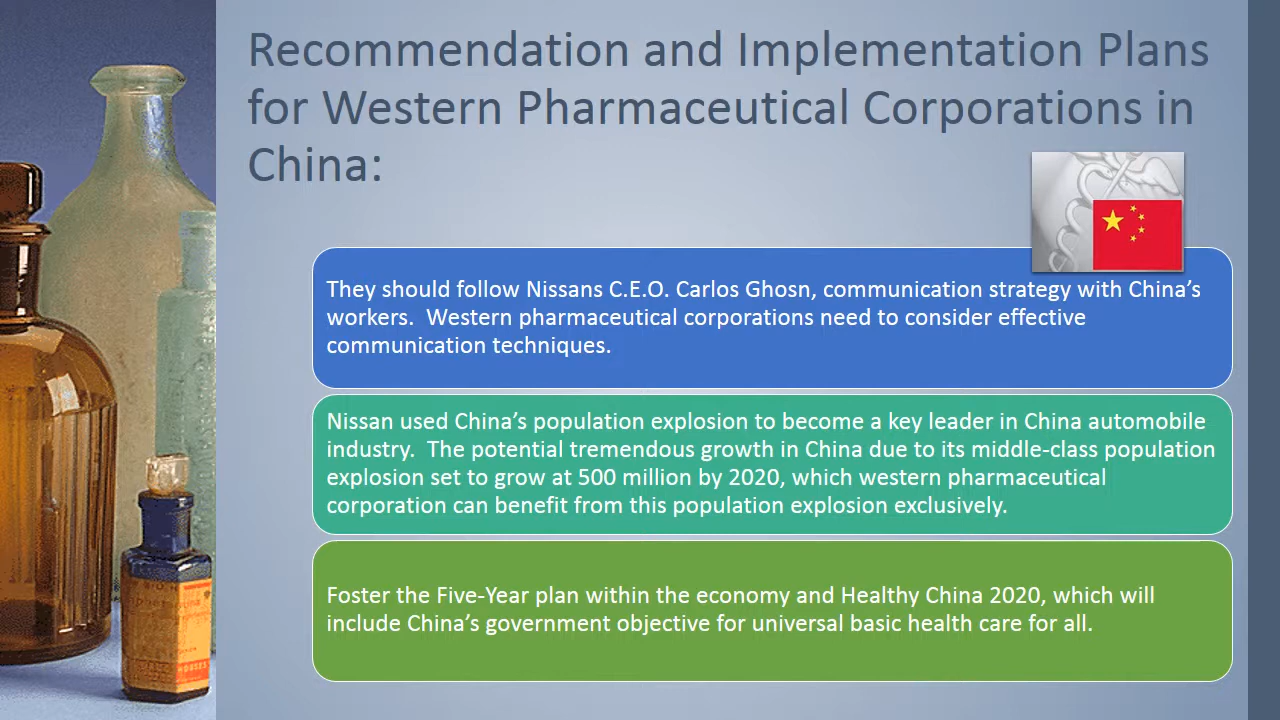 Recommendation and Implementation Plans
for Western Pharmaceutical Corporations in
China:
They should follow Nissans C.E.O. Carlos Ghosn, communication strategy with China’s
workers.  Western pharmaceutical corporations need to consider effective
communication techniques.
Nissan used China’s population explosion to become a key leader in China automobile
industry.  The potential tremendous growth in China due to its middle-class population
explosion set to grow at 500 million by 2020, which western pharmaceutical
corporation can benefit from this population explosion exclusively.
Foster the Five-Year plan within the economy and Healthy China 2020, which will
include China’s government objective for universal basic health care for all.